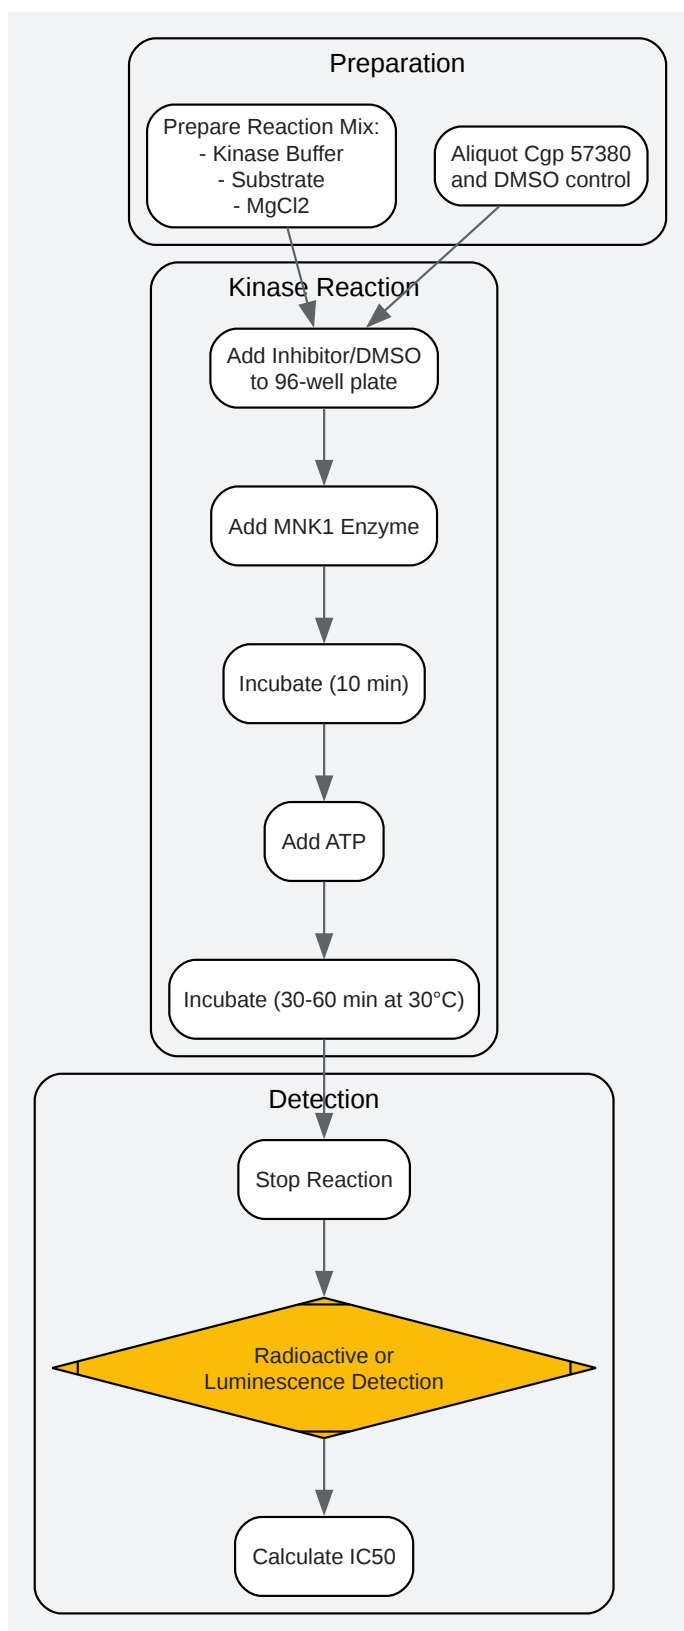 Preparation
Prepare Reaction Mix:
- Kinase Buffer
- Substrate
- MgCl2
Aliquot Cgp 57380
and DMSO control
Kinase Reaction
Add Inhibitor/DMSO
to 96-well plate
Add MNK1 Enzyme
Incubate (10 min)
Add ATP
Incubate (30-60 min at 30°C)
Detection
Stop Reaction
Radioactive or
Luminescence Detection
Calculate IC50